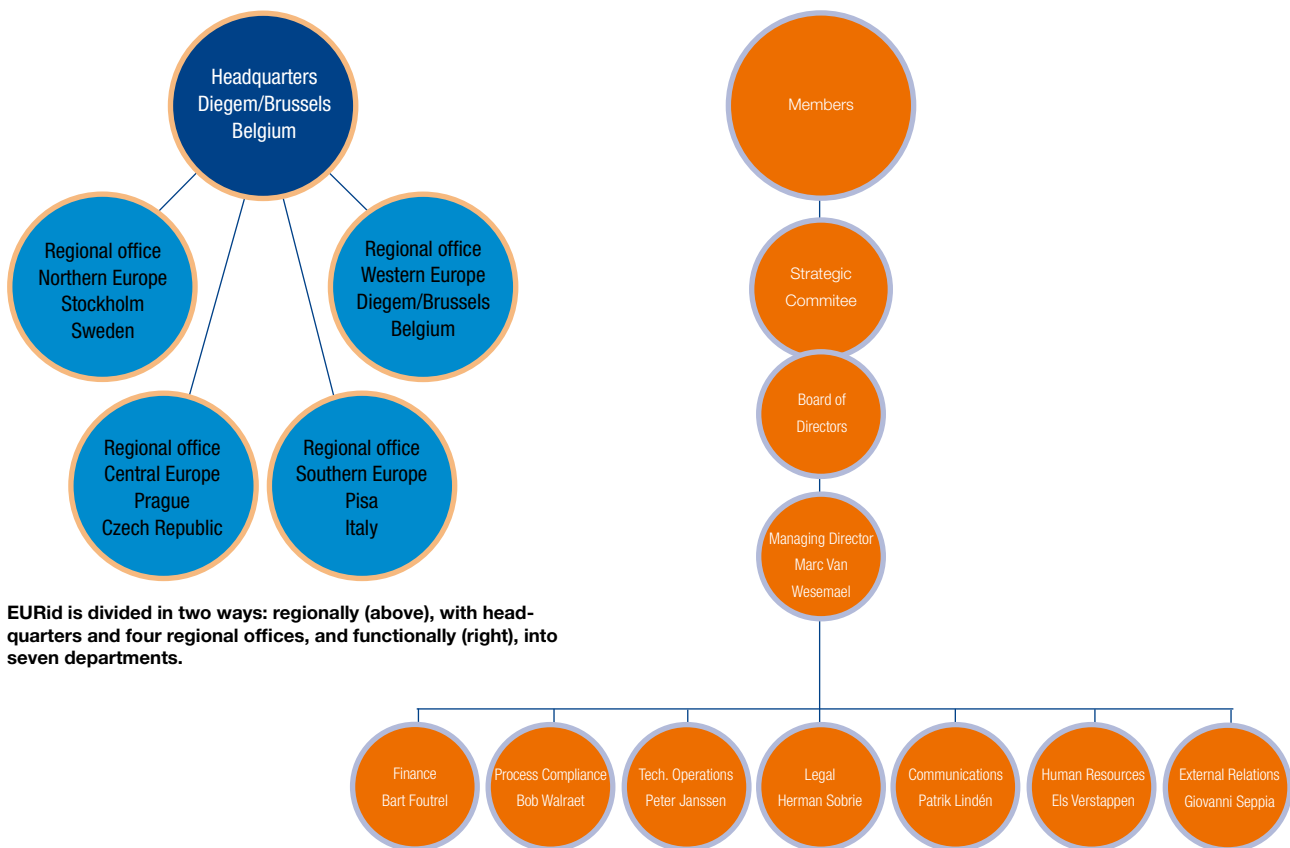 Headquarters
Diegem/Brussels
Belgium
Regional office
Northern Europe
Stockholm
Sweden
Regional office
Western Europe
Diegem/Brussels
Belgium
Regional office
Central Europe
Prague
Czech Republic
Regional office
Southern Europe
Pisa
Italy
EURid is divided in two ways: regionally (above), with head-
quarters and four regional offices, and functionally (right), into
seven departments.
Members
Strategic
Commitee
Board of
Directors
Managing Director
Marc Van
Wesemael
Finance
Bart Foutrel
Process Compliance
Bob Walraet
Tech. Operations
Peter Janssen
Legal
Herman Sobrie
Communications
Patrik Lindén
Human Resources
Els Verstappen
External Relations
Giovanni Seppia